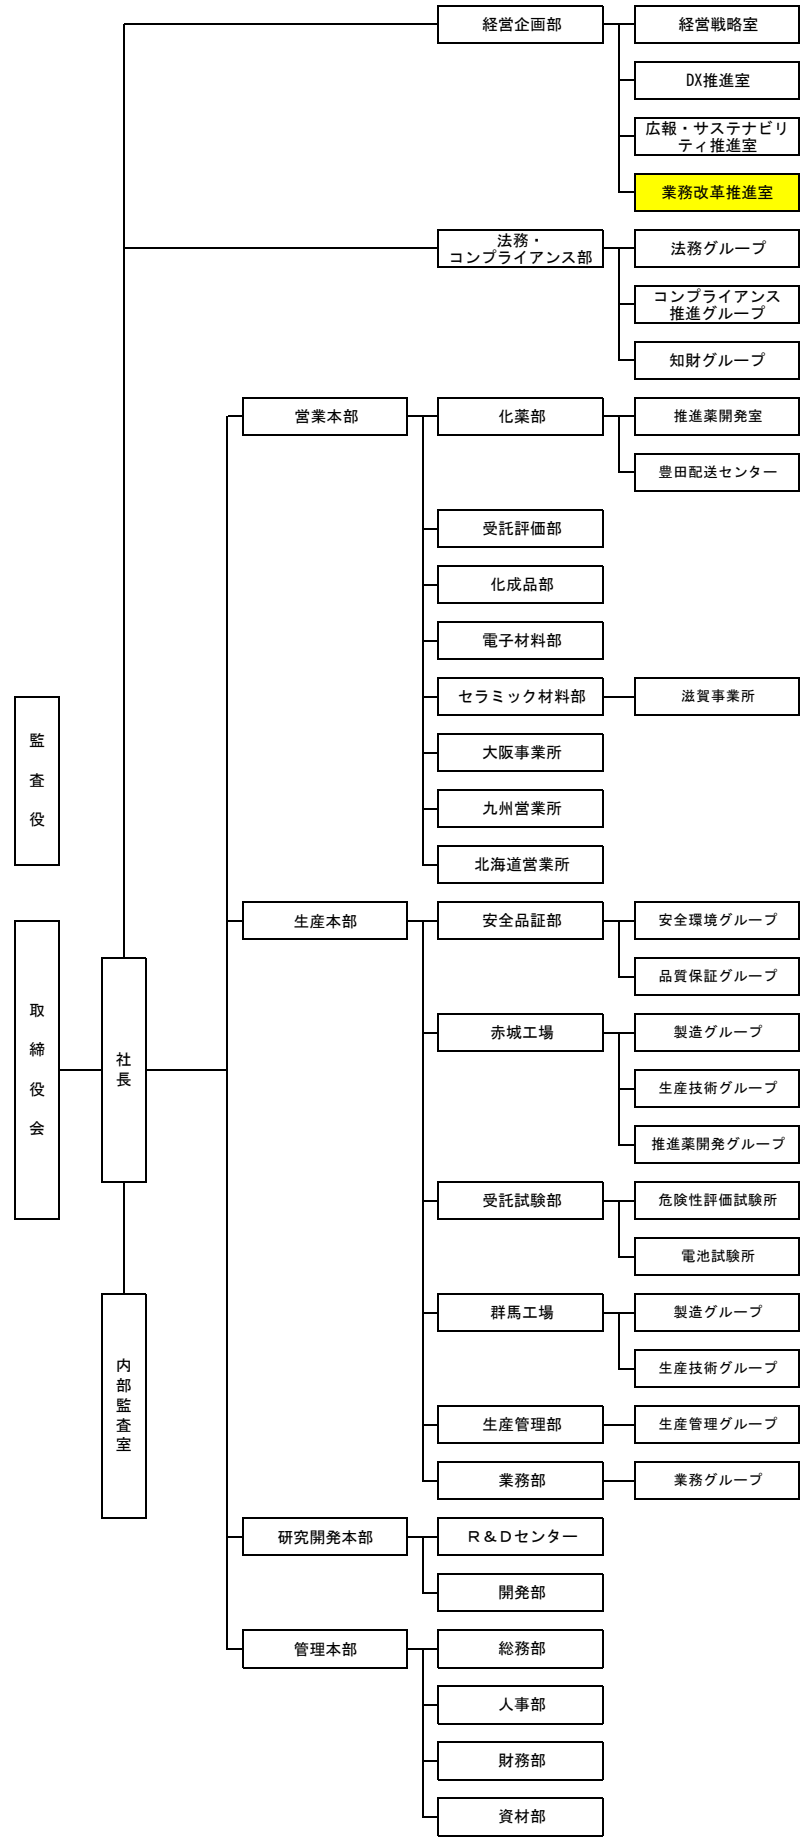 経営企画部
経営戦略室
DX推進室
広報・サステナビリ
ティ推進室
業務改革推進室
法務・
コンプライアンス部
法務グループ
コンプライアンス
推進グループ
知財グループ
営業本部
化薬部
推進薬開発室
豊田配送センター
受託評価部
化成品部
電子材料部
セラミック材料部
滋賀事業所
大阪事業所
九州営業所
北海道営業所
監査役
取締役会
社長
内部監査室
生産本部
安全品証部
安全環境グループ
品質保証グループ
赤城工場
製造グループ
生産技術グループ
推進薬開発グループ
受託試験部
危険性評価試験所
電池試験所
群馬工場
製造グループ
生産技術グループ
生産管理部
生産管理グループ
業務部
業務グループ
研究開発本部
R&Dセンター
開発部
管理本部
総務部
人事部
財務部
資材部